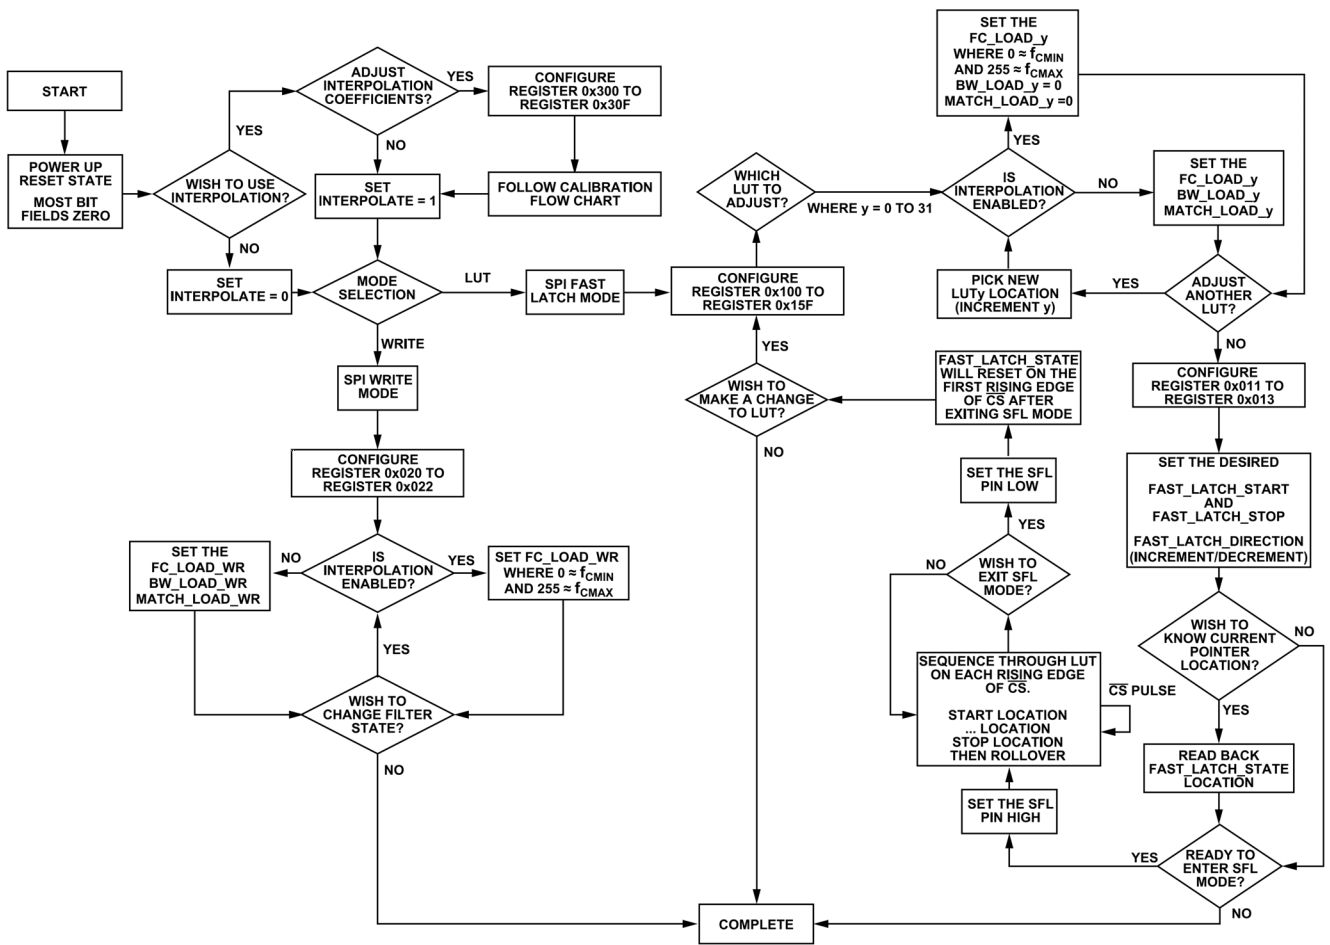 START
POWER UP
RESET STATE
MOST BIT
FIELDS ZERO
WISH TO USE
INTERPOLATION?
YES
NO
ADJUST
INTERPOLATION
COEFFICIENTS?
YES
NO
CONFIGURE
REGISTER 0x300 TO
REGISTER 0x30F
FOLLOW CALIBRATION
FLOW CHART
SET
INTERPOLATE = 1
SET
INTERPOLATE = 0
MODE
SELECTION
LUT
WRITE
SPI WRITE
MODE
CONFIGURE
REGISTER 0x020 TO
REGISTER 0x022
IS
INTERPOLATION
ENABLED?
NO
YES
SET THE
FC_LOAD_WR
BW_LOAD_WR
MATCH_LOAD_WR
SET FC_LOAD_WR
WHERE 0 ≈ fCMIN
AND 255 ≈ fCMAX
YES
WISH TO
CHANGE FILTER
STATE?
NO
SPI FAST
LATCH MODE
CONFIGURE
REGISTER 0x100 TO
REGISTER 0x15F
WHICH
LUT TO
ADJUST?
WHERE y = 0 TO 31
IS
INTERPOLATION
ENABLED?
YES
NO
SET THE
FC_LOAD_y
WHERE 0 ≈ fCMIN
AND 255 ≈ fCMAX
BW_LOAD_y = 0
MATCH_LOAD_y =0
SET THE
FC_LOAD_y
BW_LOAD_y
MATCH_LOAD_y
ADJUST
ANOTHER
LUT?
YES
NO
PICK NEW
LUTy LOCATION
(INCREMENT y)
CONFIGURE
REGISTER 0x011 TO
REGISTER 0x013
SET THE DESIRED
FAST_LATCH_START
AND
FAST_LATCH_STOP
FAST_LATCH_DIRECTION
(INCREMENT/DECREMENT)
WISH TO
KNOW CURRENT
POINTER
LOCATION?
NO
YES
READ BACK
FAST_LATCH_STATE
LOCATION
READY TO
ENTER SFL
MODE?
YES
NO
SET THE SFL
PIN HIGH
SEQUENCE THROUGH LUT
ON EACH RISING EDGE
OF CS.
START LOCATION
... LOCATION
STOP LOCATION
THEN ROLLOVER
CS PULSE
WISH TO
EXIT SFL
MODE?
NO
YES
SET THE SFL
PIN LOW
FAST_LATCH_STATE
WILL RESET ON THE
FIRST RISING EDGE
OF CS AFTER
EXITING SFL MODE
WISH TO
MAKE A CHANGE
TO LUT?
YES
NO
COMPLETE